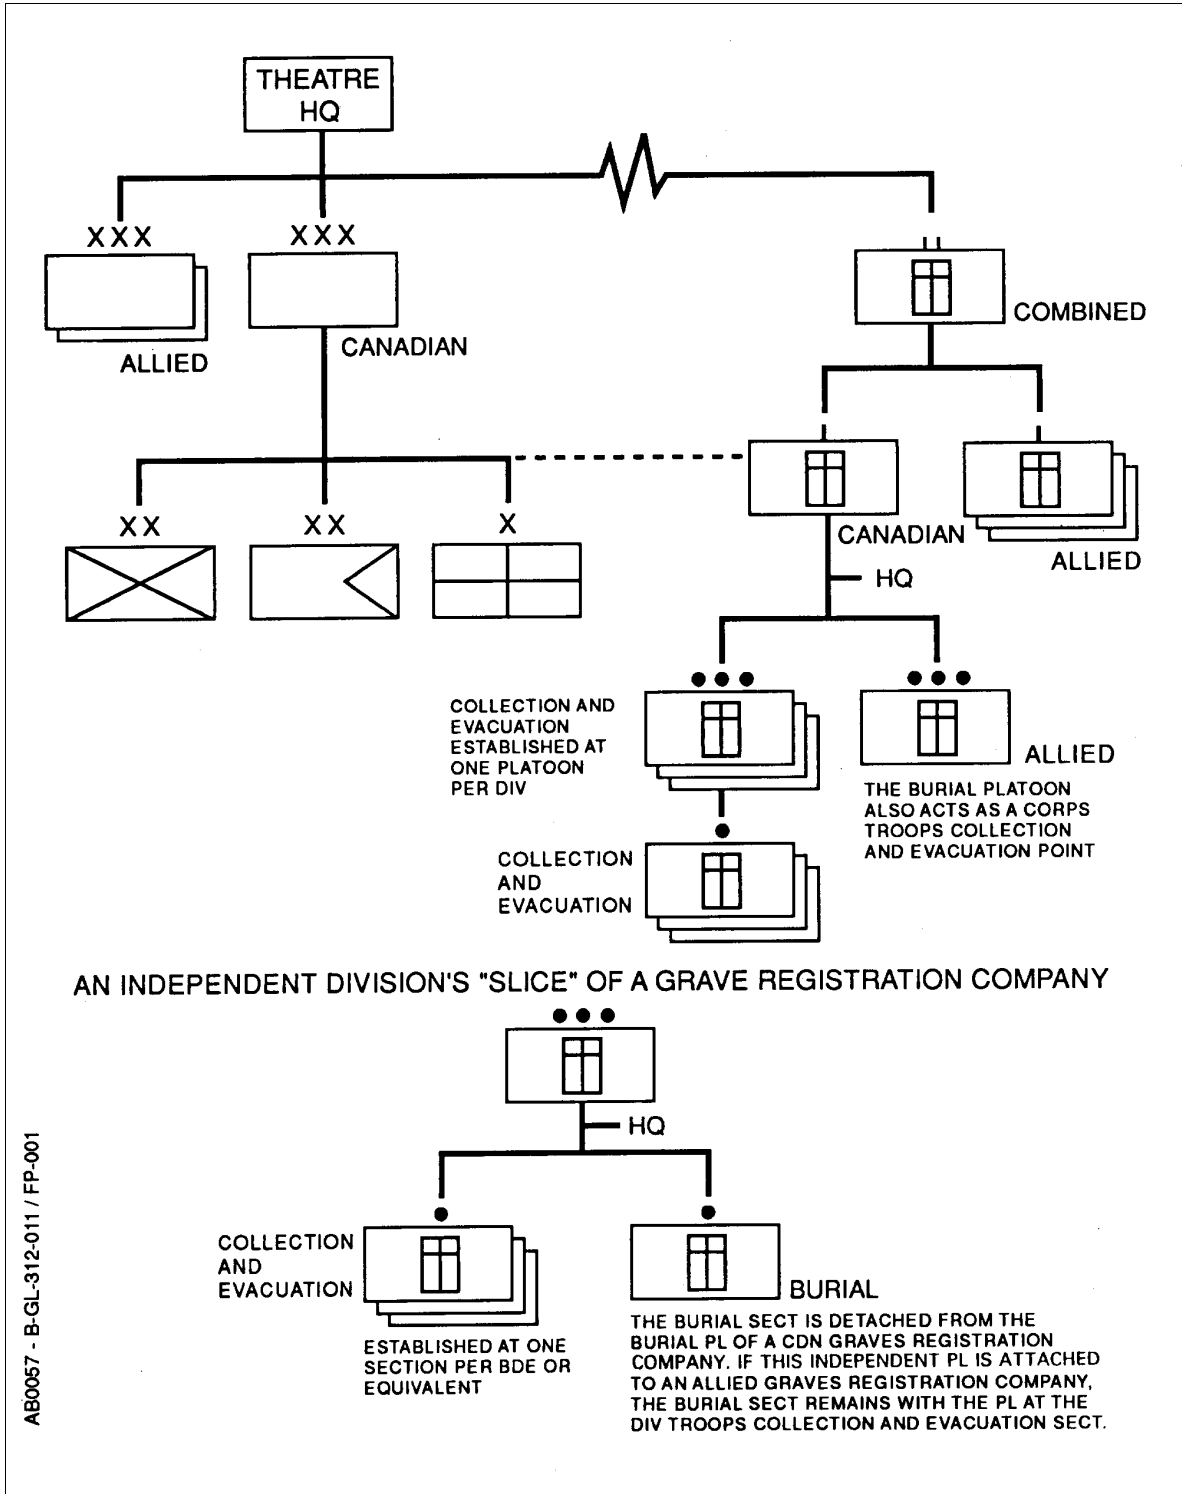 THEATRE
HQ
XXX
XXX
ALLIED
CANADIAN
COMBINED
XX
XX
X
CANADIAN
ALLIED
HQ
COLLECTION AND
EVACUATION
ESTABLISHED AT
ONE PLATOON
PER DIV
ALLIED
THE BURIAL PLATOON
ALSO ACTS AS A CORPS
TROOPS COLLECTION
AND EVACUATION POINT
COLLECTION
AND
EVACUATION
AN INDEPENDENT DIVISION'S "SLICE" OF A GRAVE REGISTRATION COMPANY
HQ
COLLECTION
AND
EVACUATION
ESTABLISHED AT ONE
SECTION PER BDE OR
EQUIVALENT
BURIAL
THE BURIAL SECT IS DETACHED FROM THE
BURIAL PL OF A CDN GRAVES REGISTRATION
COMPANY. IF THIS INDEPENDENT PL IS ATTACHED
TO AN ALLIED GRAVES REGISTRATION COMPANY,
THE BURIAL SECT REMAINS WITH THE PL AT THE
DIV TROOPS COLLECTION AND EVACUATION SECT.
AB0057 - B-GL-312-011 / FP-001